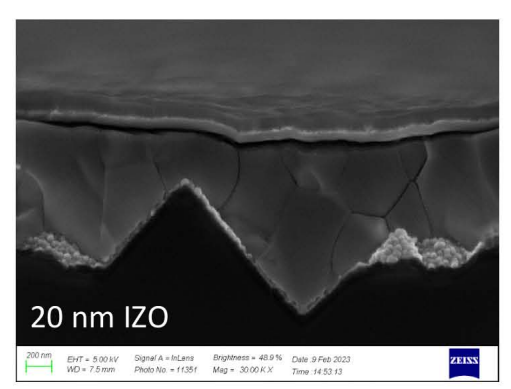 20 nm IZO
200 nm
EHT = 5.00 kV Signal A = InLens Brightness = 48.9 % Date :9 Feb 2023
WD = 7.5 mm Photo No. = 11351 Mag = 30.00 K X Time :14:53:13
ZEISS